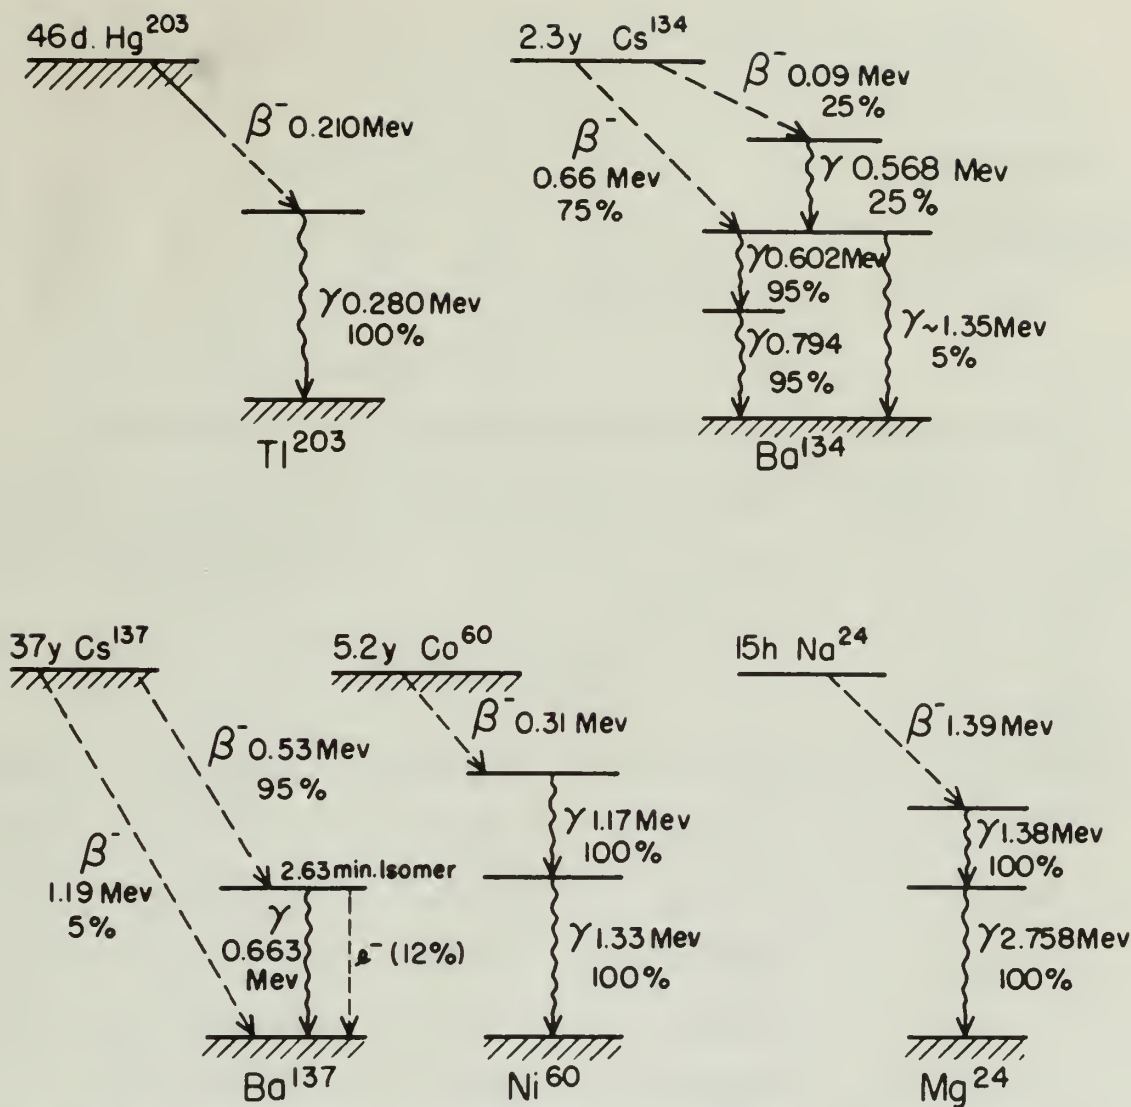 46d. Hg²⁰³
β⁻ 0.210 Mev
γ 0.280 Mev
100%
Tl²⁰³
2.3y Cs¹³⁴
β⁻ 0.09 Mev
25%
β⁻
0.66 Mev
75%
γ 0.568 Mev
25%
γ 0.602 Mev
95%
γ 0.794
95%
γ ~1.35 Mev
5%
Ba¹³⁴
37y Cs¹³⁷
β⁻ 0.53 Mev
95%
β⁻
1.19 Mev
5%
2.63 min. Isomer
γ
0.663
Mev
e⁻ (12%)
Ba¹³⁷
5.2y Co⁶⁰
β⁻ 0.31 Mev
γ 1.17 Mev
100%
γ 1.33 Mev
100%
Ni⁶⁰
15h Na²⁴
β⁻ 1.39 Mev
γ 1.38 Mev
100%
γ 2.758 Mev
100%
Mg²⁴